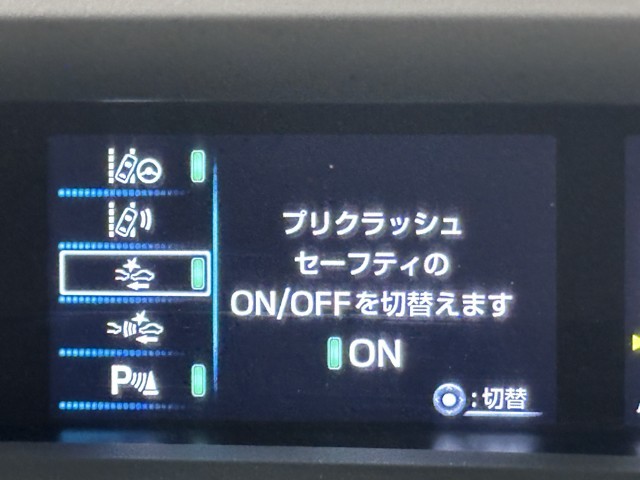 プリクラッシュ
セーフティの
ON/OFFを切替えます
ON
P
:切替